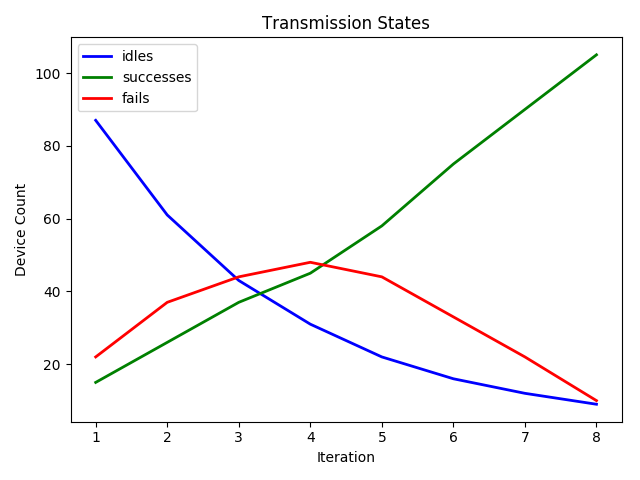 Transmission States
idles
successes
fails
100
80
60
40
20
Device Count
1 2 3 4 5 6 7 8
Iteration